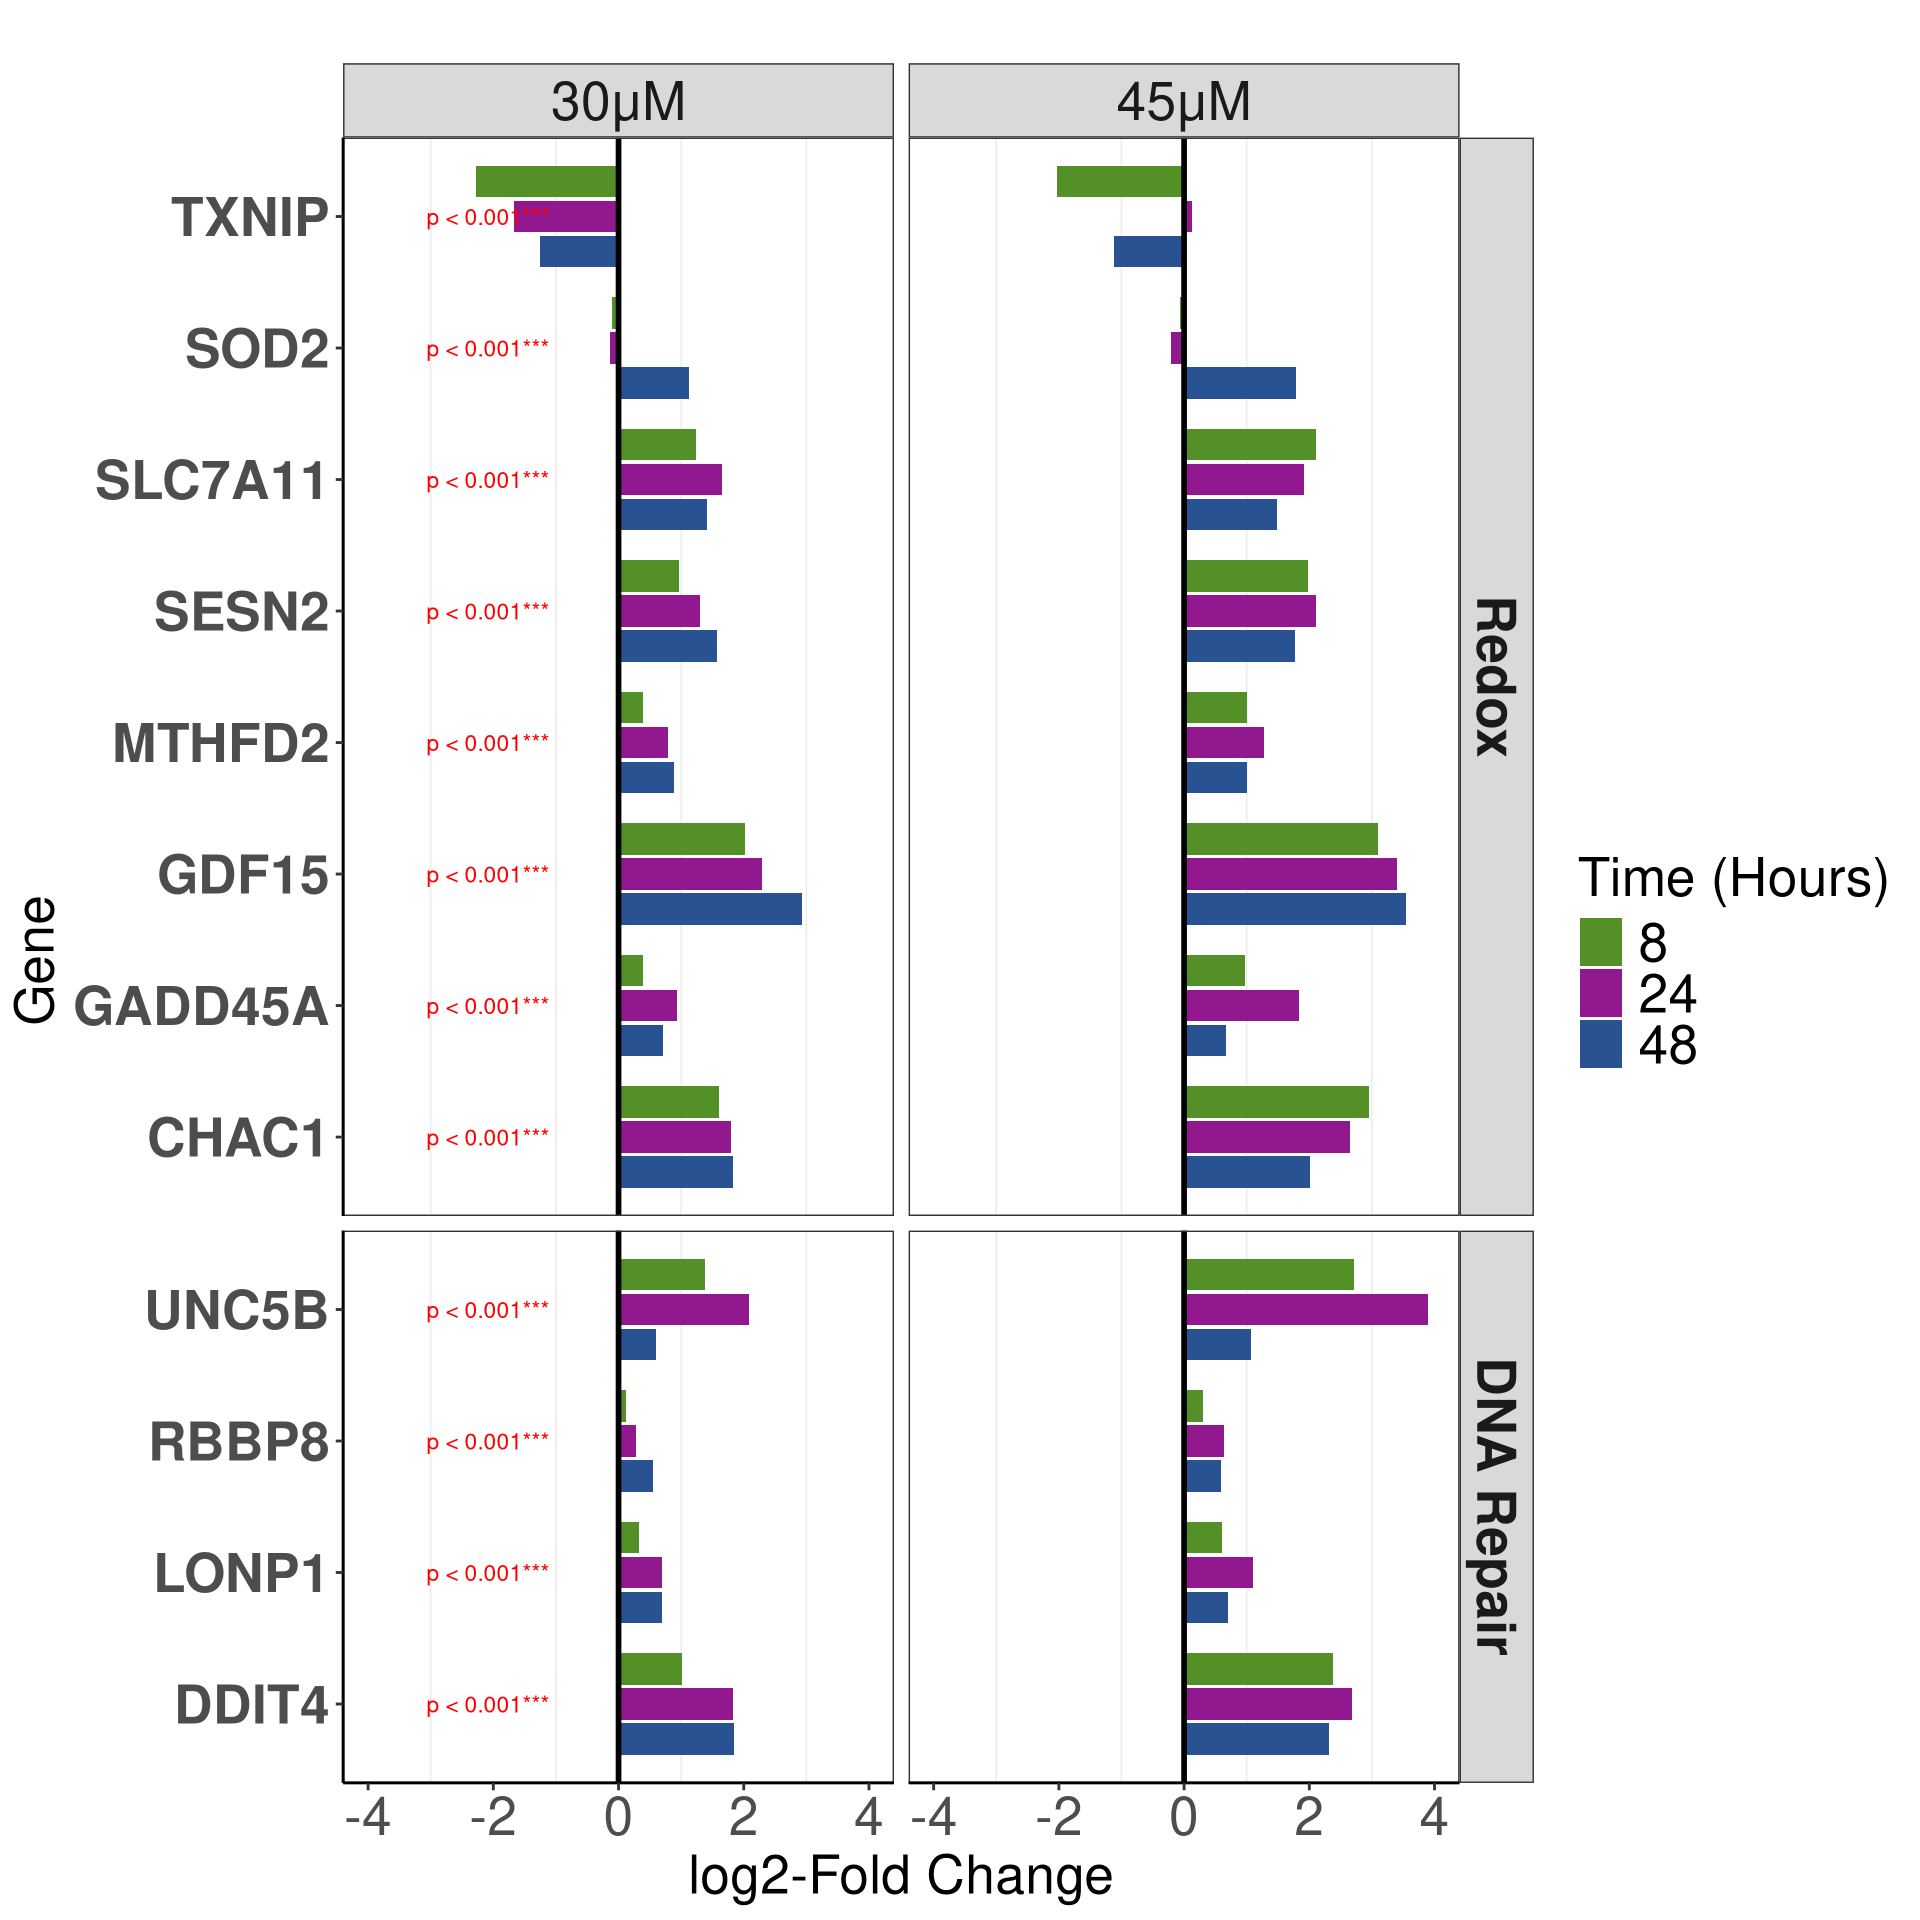 30µM
45µM
TXNIP
p < 0.001***
SOD2
p < 0.001***
SLC7A11
p < 0.001***
SESN2
p < 0.001***
MTHFD2
p < 0.001***
GDF15
p < 0.001***
GADD45A
p < 0.001***
CHAC1
p < 0.001***
Redox
UNC5B
p < 0.001***
RBBP8
p < 0.001***
LONP1
p < 0.001***
DDIT4
p < 0.001***
DNA Repair
Gene
-4 -2 0 2 4
-4 -2 0 2 4
log2-Fold Change
Time (Hours)
8
24
48